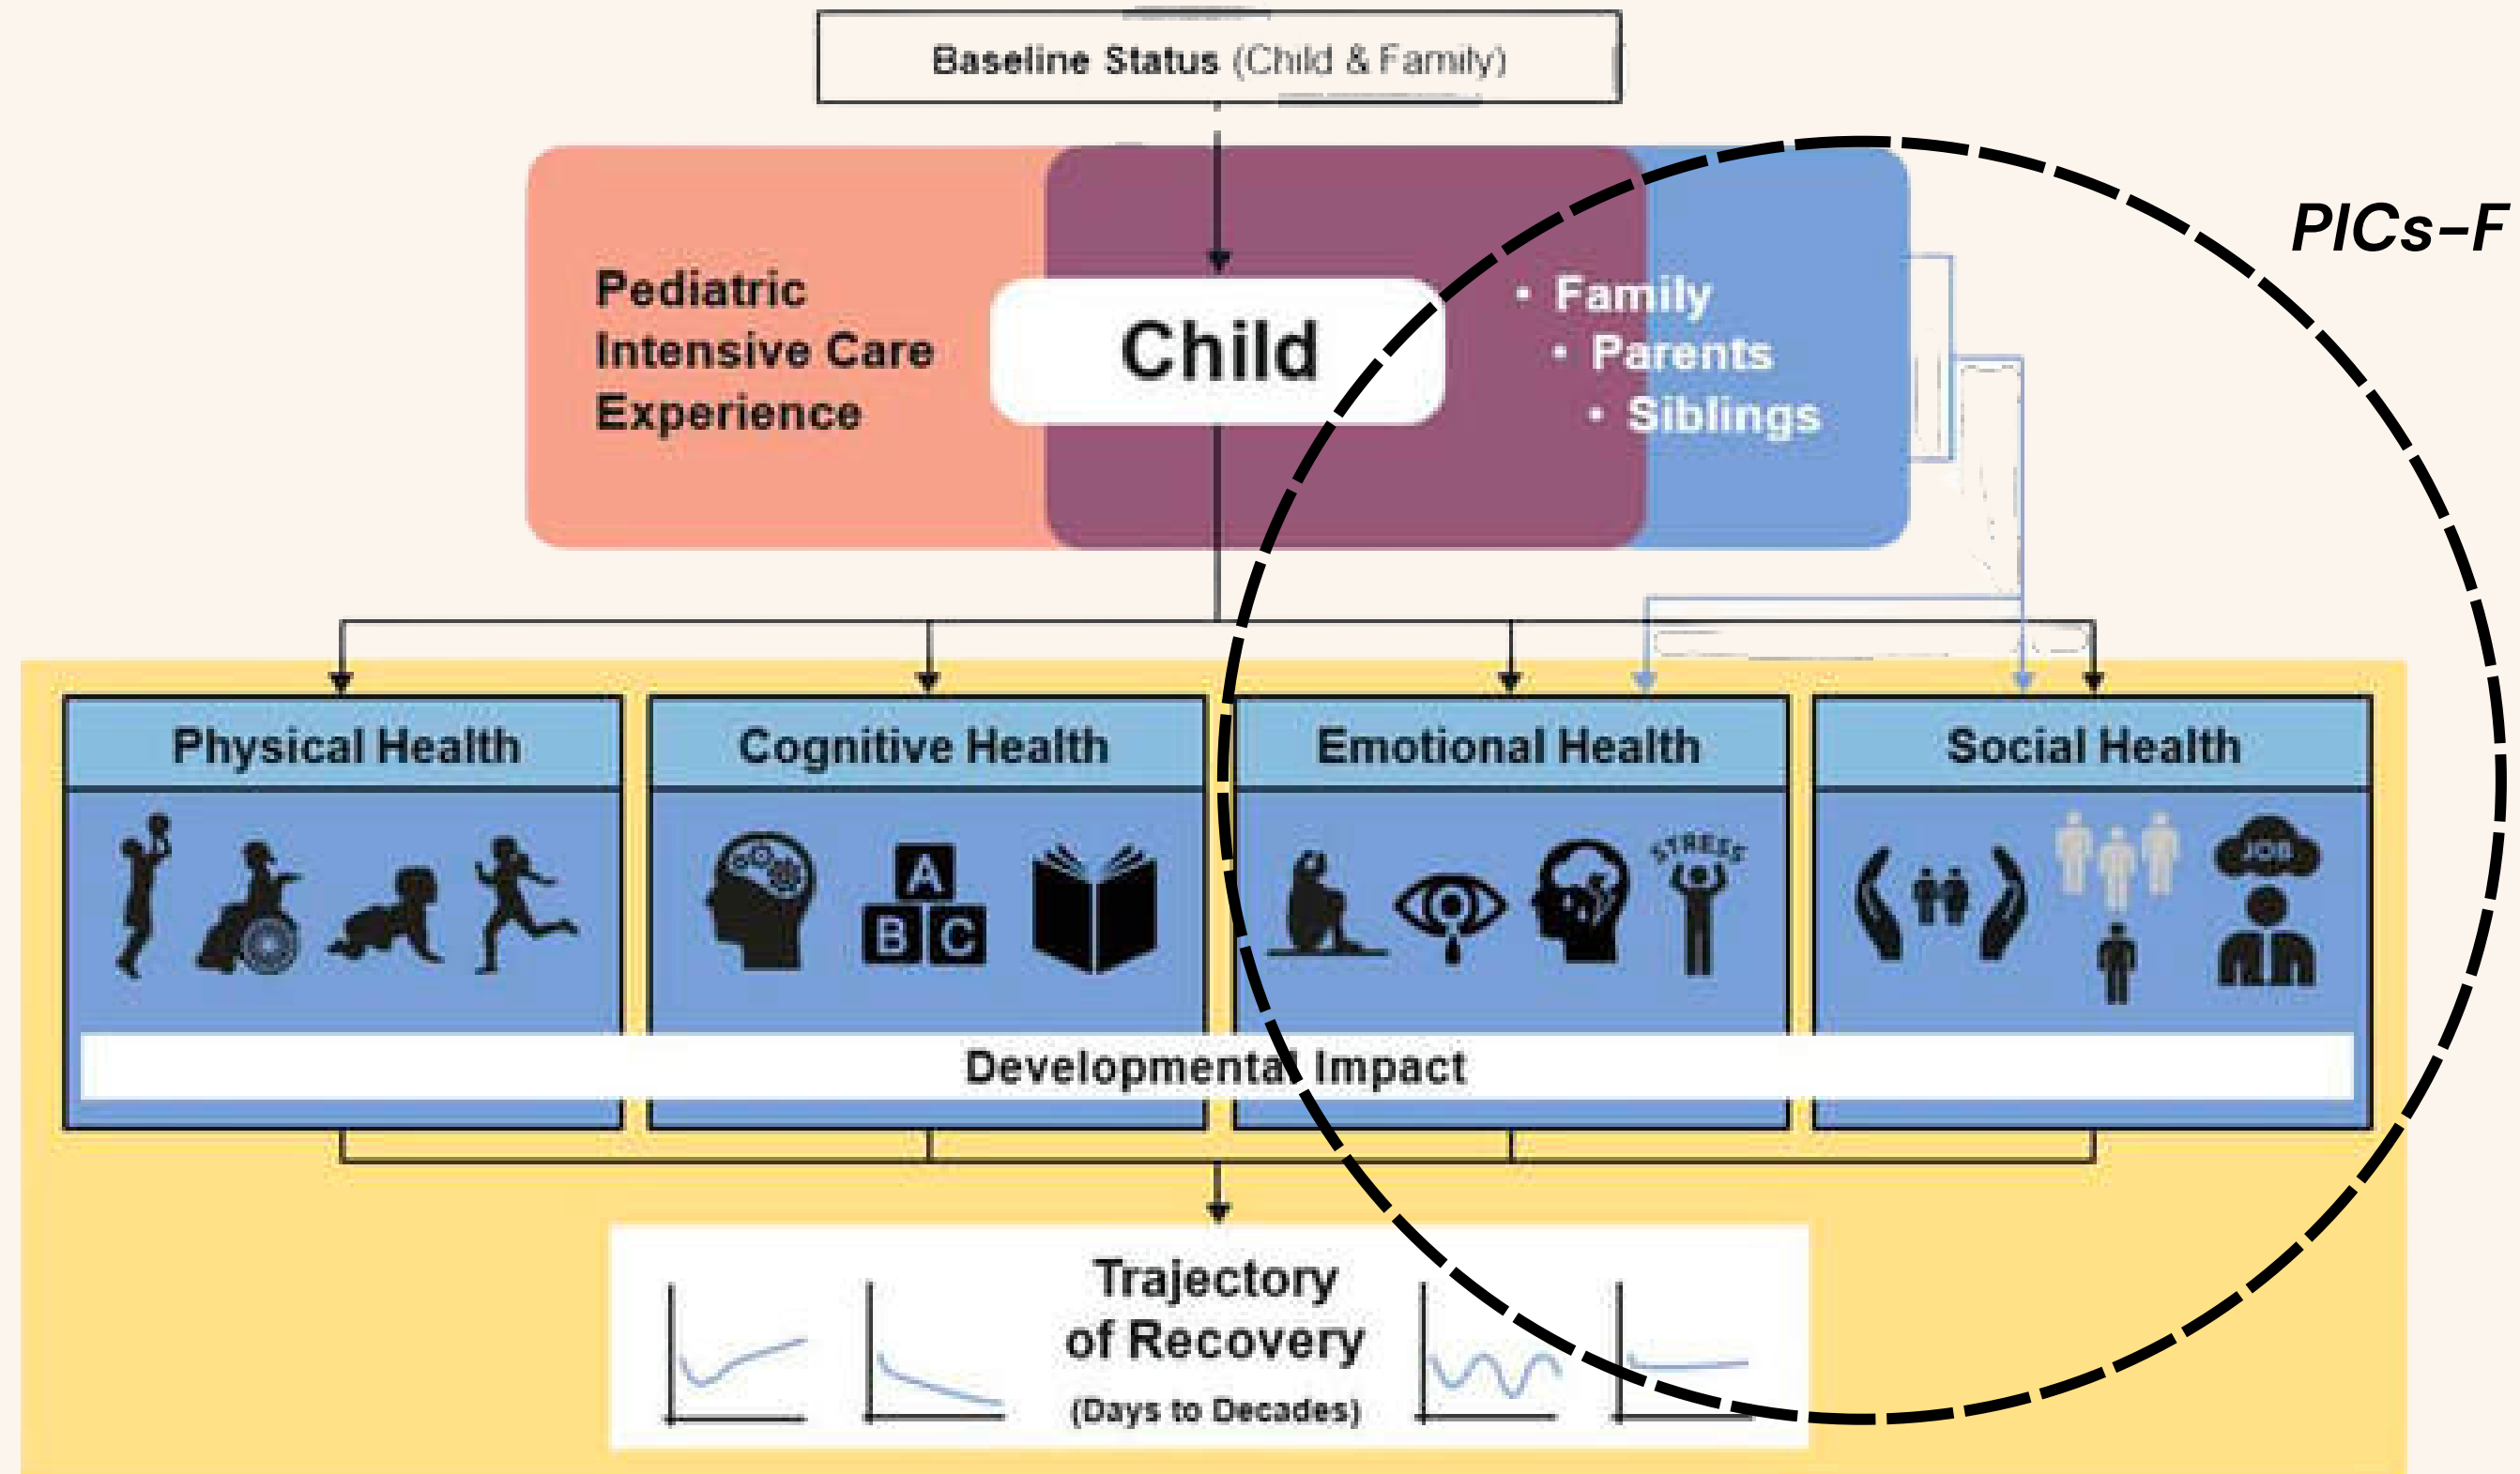 Baseline Status (Child & Family)
PICs-F
Pediatric
Intensive Care
Experience
Child
• Family
• Parents
• Siblings
Physical Health
Cognitive Health
Emotional Health
Social Health
A
B C
STRESS
JOB
Developmental Impact
Trajectory
of Recovery
(Days to Decades)